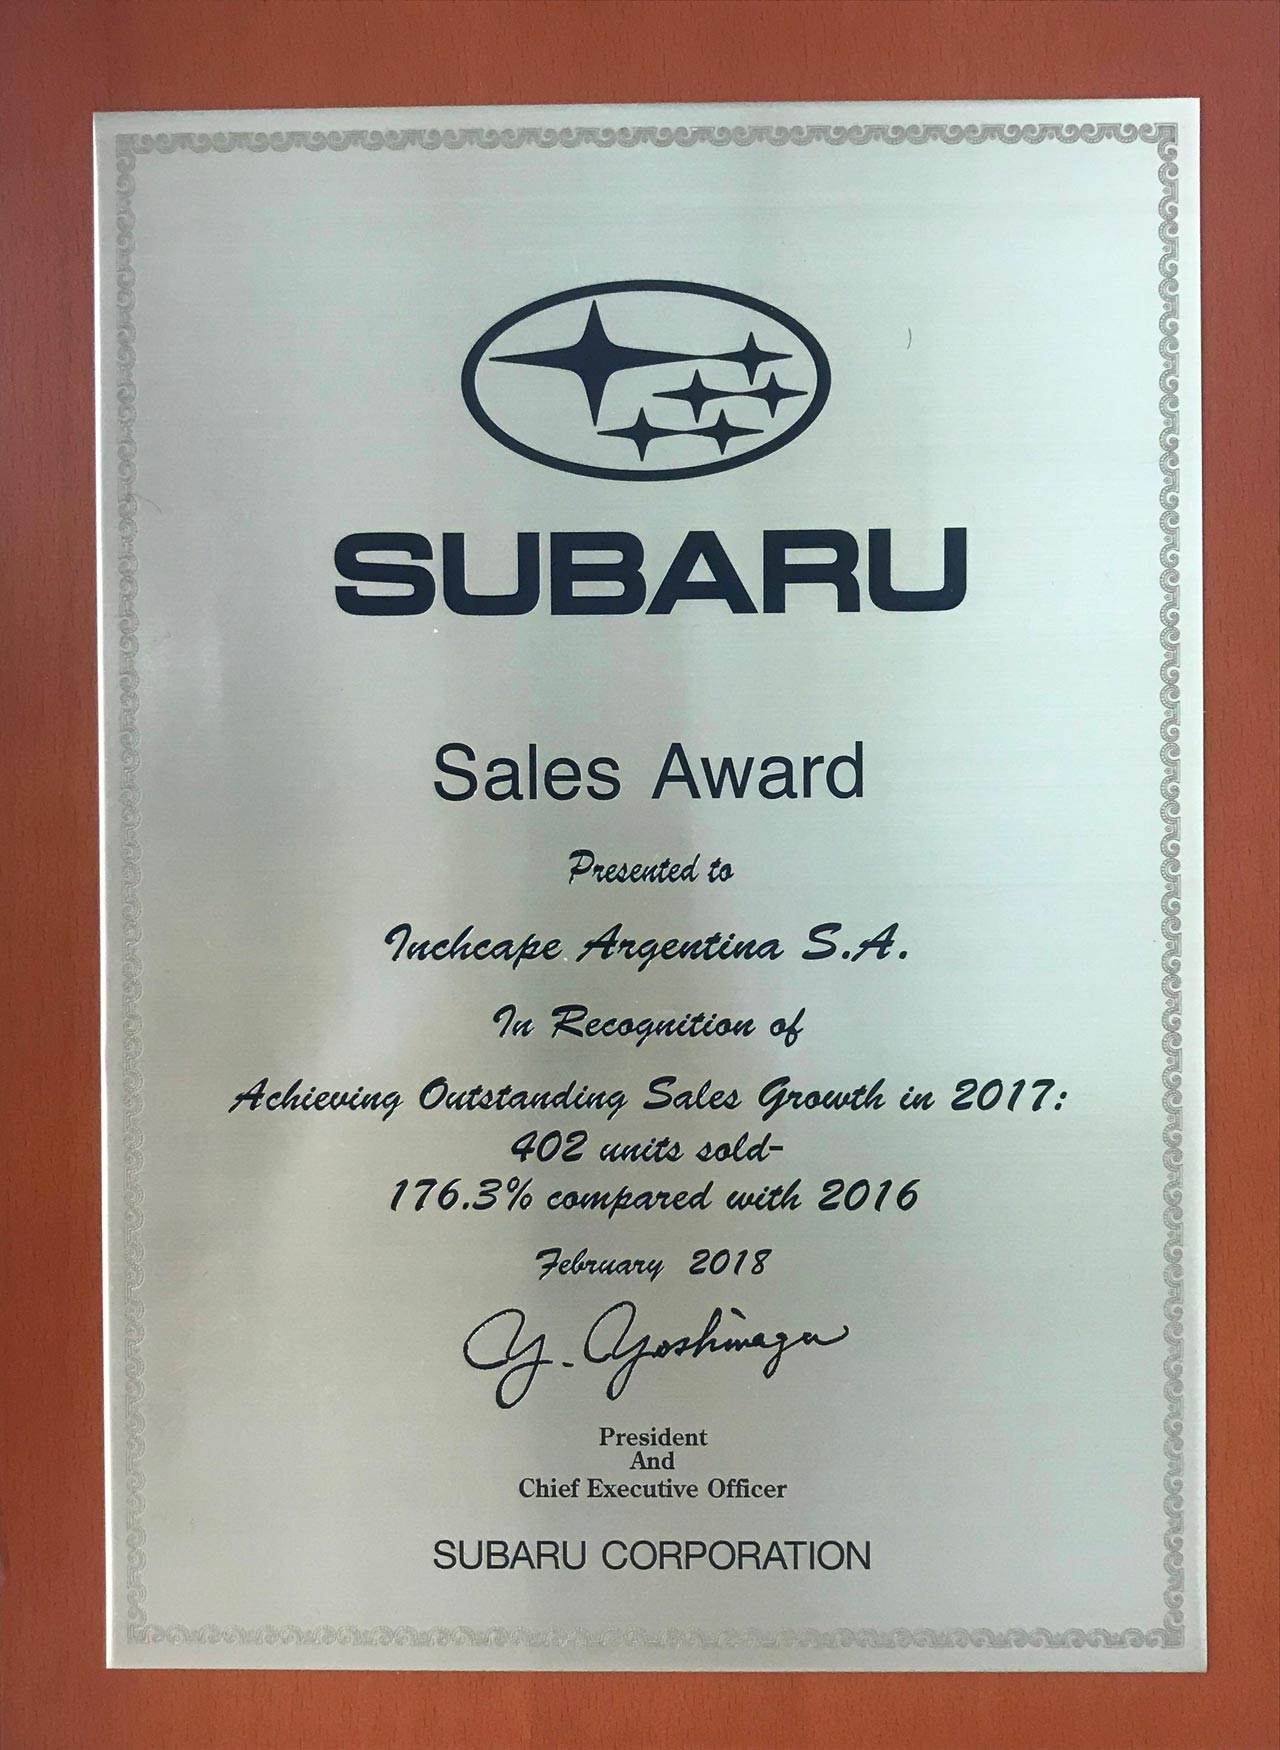 SUBARU
Sales Award
Presented to
Inchcape Argentina S.A.
In Recognition of
Achieving Outstanding Sales Growth in 2017:
402 units sold-
176.3% compared with 2016
February 2018
Y. Yoshinaga
President
And
Chief Executive Officer
SUBARU CORPORATION